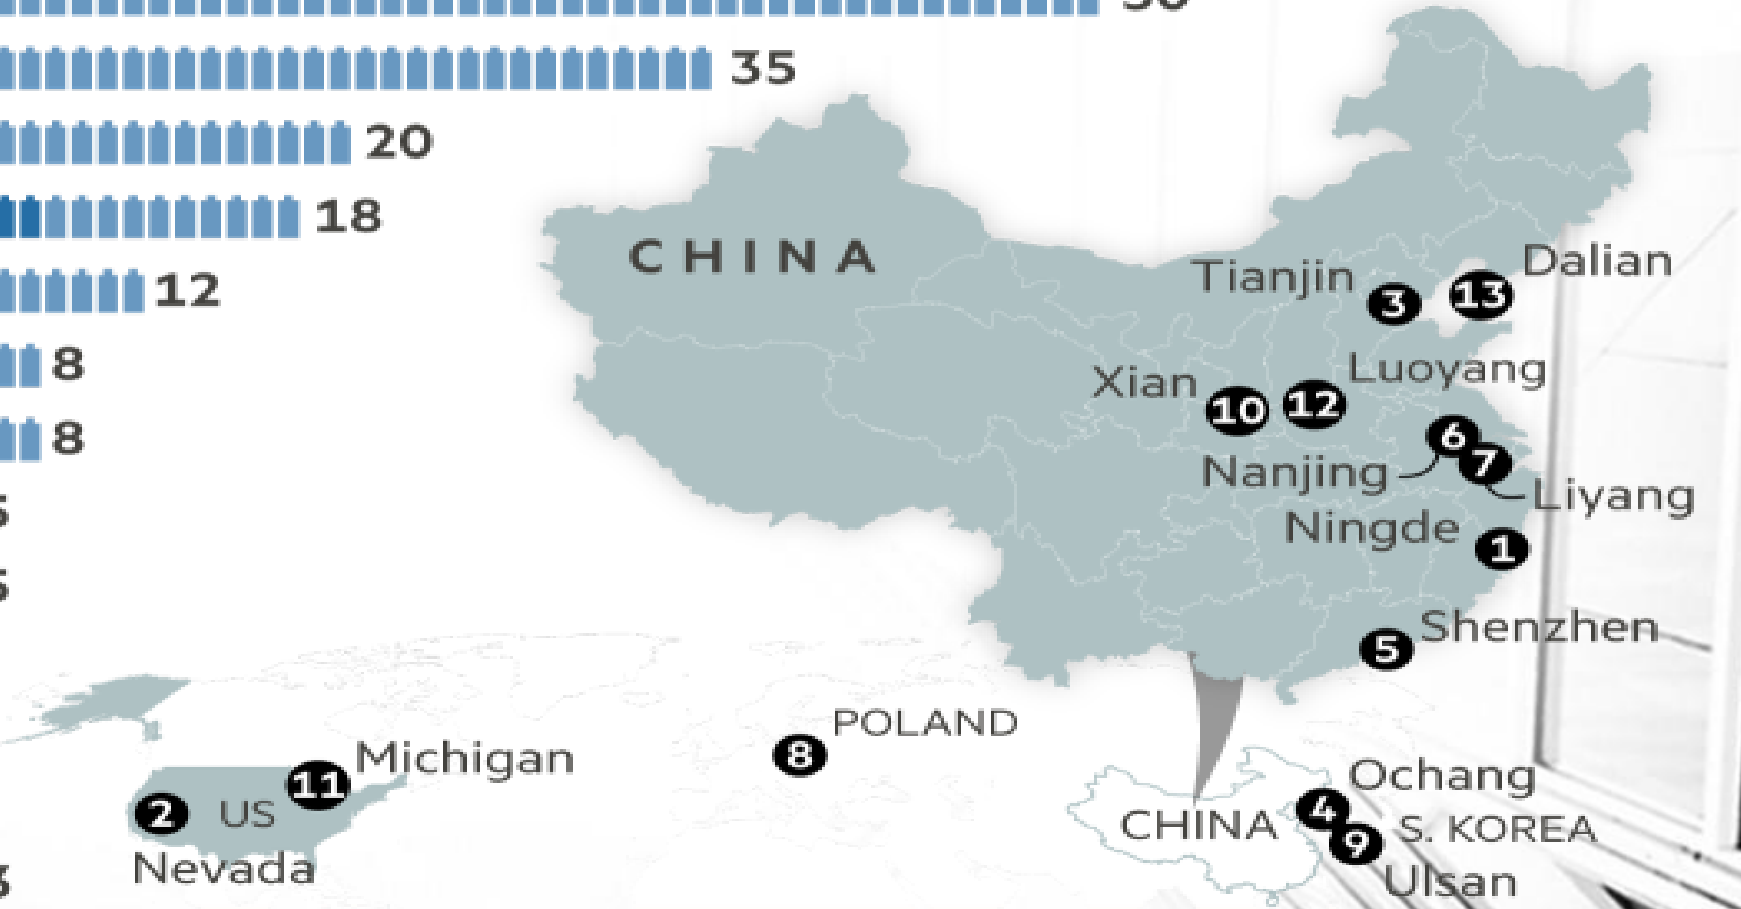 35
20
18
12
8
8
CHINA
Tianjin
3
13
Dalian
Xian
10
12
Luoyang
6
7
Nanjing
Liyang
Ningde
1
Shenzhen
5
POLAND
8
Michigan
11
2
US
Nevada
CHINA
Ochang
4
S. KOREA
9
Ulsan